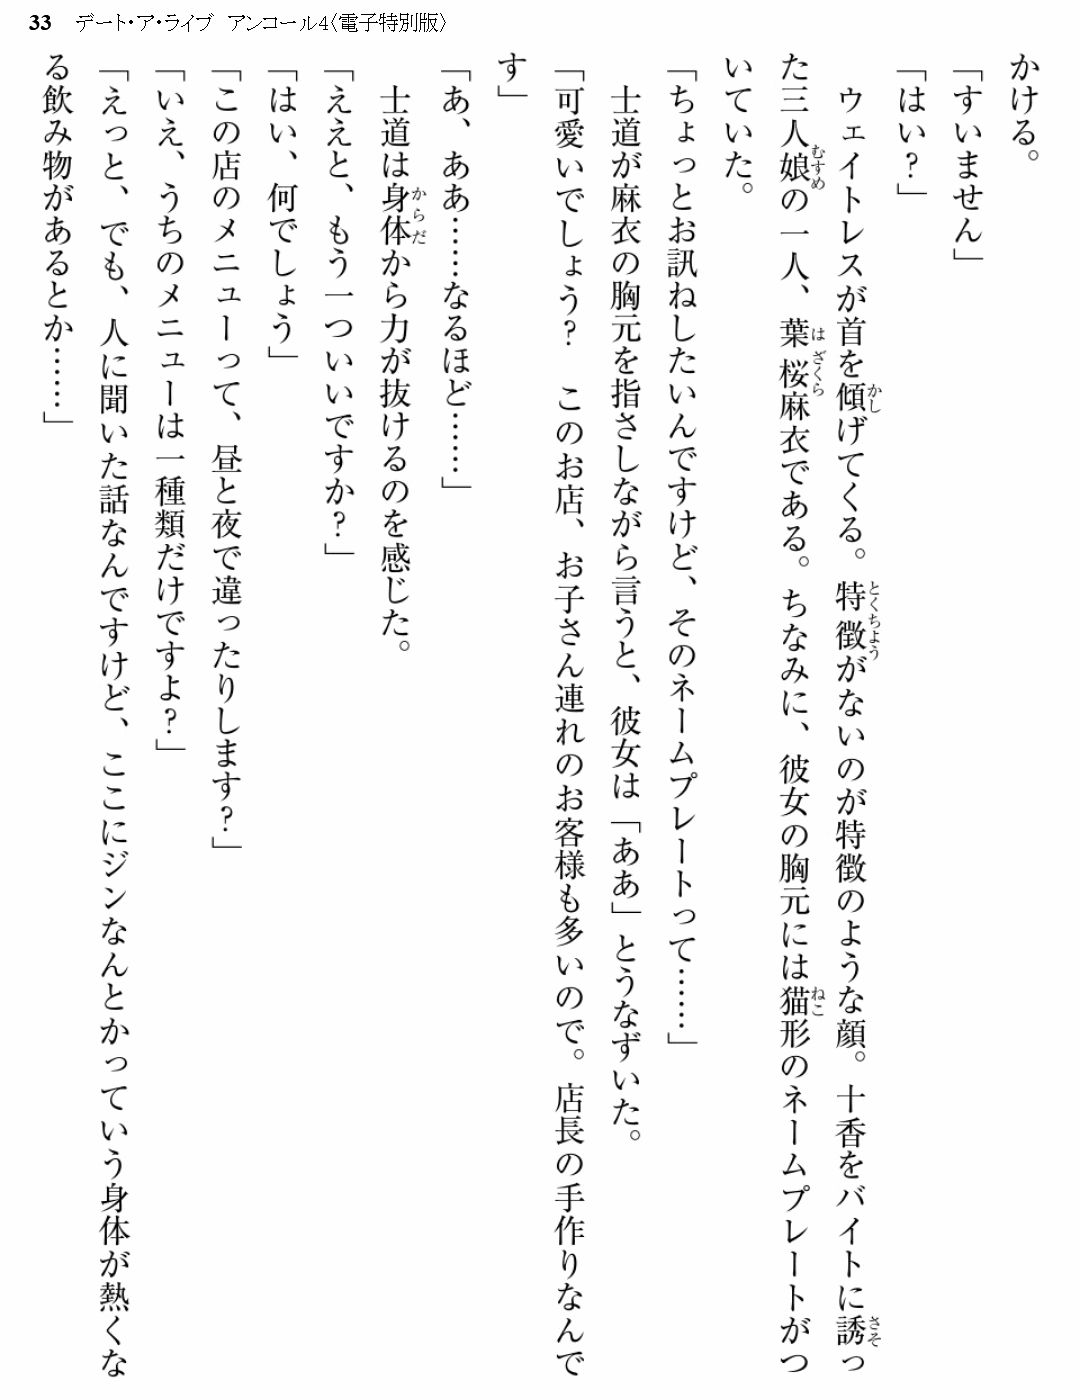 33 デート・ア・ライブ アンコール4〈電子特別版〉
かける。
「すいません」
「はい？」
　ウェイトレスが首を傾げてくる。特徴がないのが特徴のような顔。十香をバイトに誘っ
た三人娘の一人、葉桜麻衣である。ちなみに、彼女の胸元には猫形のネームプレートがつ
いていた。
「ちょっとお訊ねしたいんですけど、そのネームプレートって……」
　士道が麻衣の胸元を指さしながら言うと、彼女は「ああ」とうなずいた。
「可愛いでしょう？　このお店、お子さん連れのお客様も多いので。店長の手作りなんで
す」
「あ、ああ……なるほど……」
　士道は身体から力が抜けるのを感じた。
「ええと、もう一ついいですか？」
「はい、何でしょう」
「この店のメニューって、昼と夜で違ったりします？」
「いえ、うちのメニューは一種類だけですよ？」
「えっと、でも、人に聞いた話なんですけど、ここにジンなんとかっていう身体が熱くな
る飲み物があるとか……」